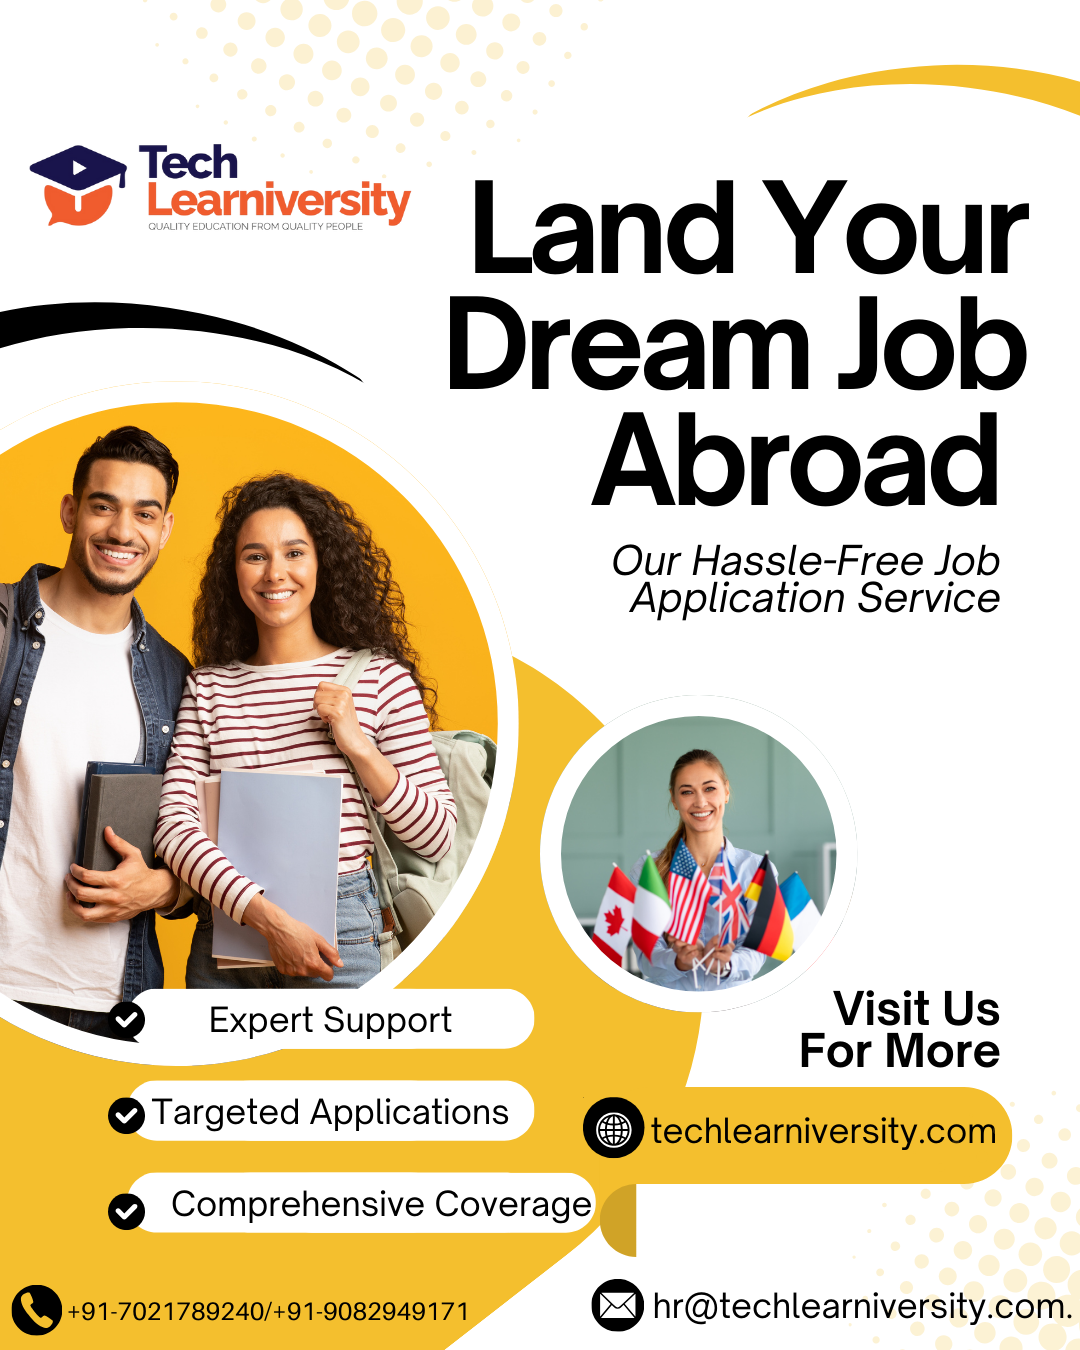 Tech
Learniversity
QUALITY EDUCATION FROM QUALITY PEOPLE
Land Your
Dream Job
Abroad
Our Hassle-Free Job
Application Service
Expert Support
Targeted Applications
Comprehensive Coverage
Visit Us
For More
techlearniversity.com
+91-7021789240/+91-9082949171
hr@techlearniversity.com.